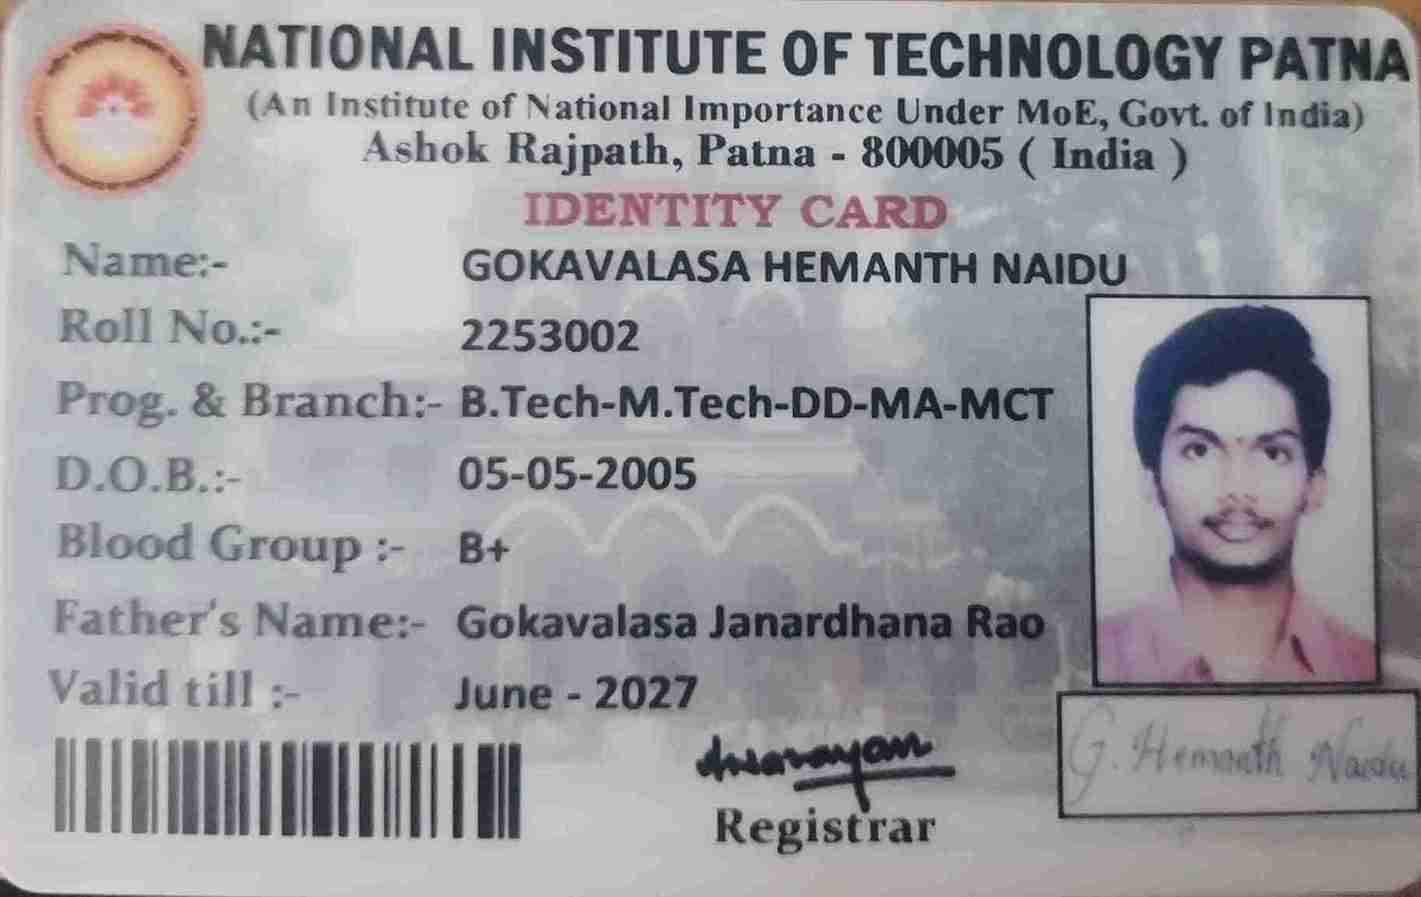 NATIONAL INSTITUTE OF TECHNOLOGY PATNA
(An Institute of National Importance Under MoE, Govt. of India)
Ashok Rajpath, Patna - 800005 ( India )
IDENTITY CARD
Name:- GOKAVALASA HEMANTH NAIDU
Roll No.:- 2253002
Prog. & Branch:- B.Tech-M.Tech-DD-MA-MCT
D.O.B.:- 05-05-2005
Blood Group :- B+
Father's Name:- Gokavalasa Janardhana Rao
Valid till :- June - 2027
G. Hemanth Naidu
Registrar